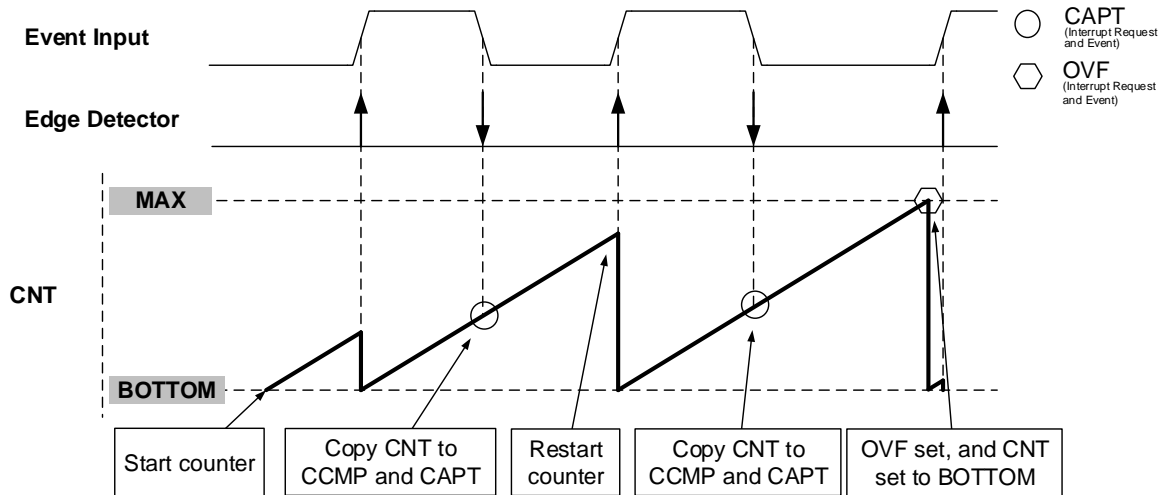 Event Input
CAPT
(Interrupt Request
and Event)
OVF
(Interrupt Request
and Event)
Edge Detector
MAX
CNT
BOTTOM
Start counter
Copy CNT to
CCMP and CAPT
Restart
counter
Copy CNT to
CCMP and CAPT
OVF set, and CNT
set to BOTTOM